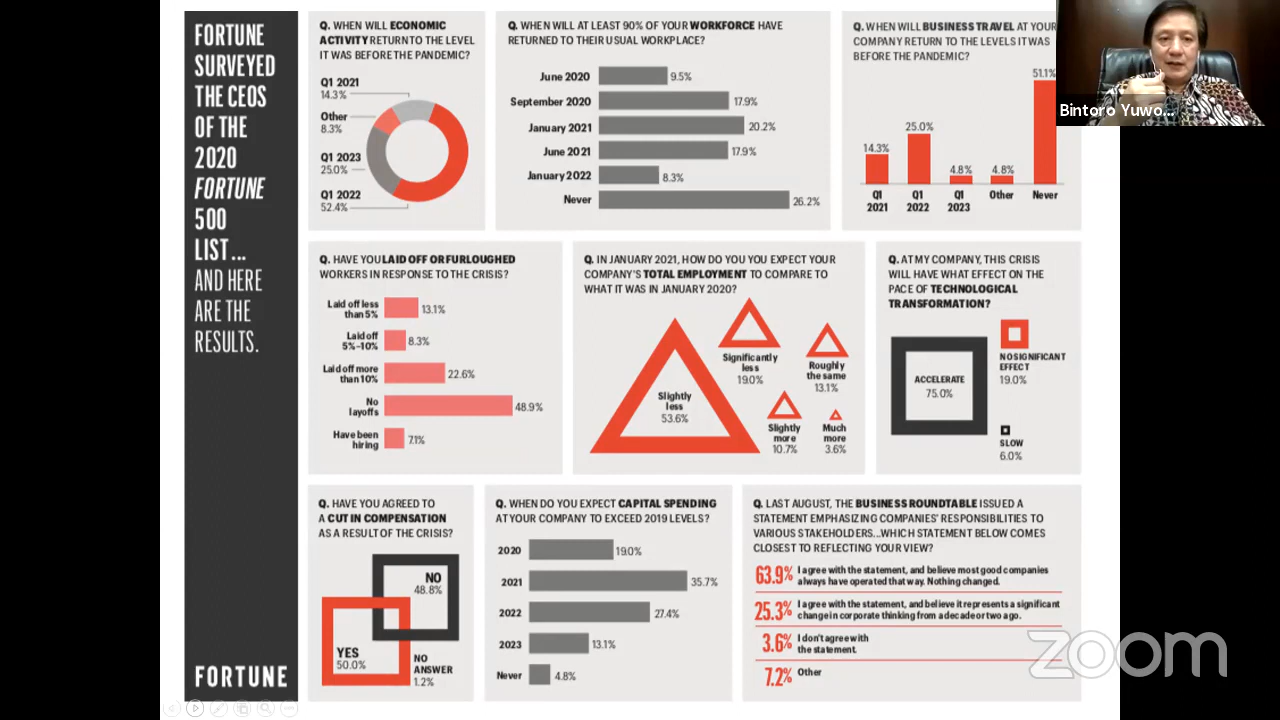 FORTUNE
SURVEYED
THE CEOS
OF THE
2020
FORTUNE
500
LIST...
AND HERE
ARE THE
RESULTS.
FORTUNE
Q. WHEN WILL ECONOMIC
ACTIVITY RETURN TO THE LEVEL
IT WAS BEFORE THE PANDEMIC?
Q1 2021
14.3%
Other
8.3%
Q1 2023
25.0%
Q1 2022
52.4%
Q. WHEN WILL AT LEAST 90% OF YOUR WORKFORCE HAVE
RETURNED TO THEIR USUAL WORKPLACE?
June 2020 9.5%
September 2020 17.9%
January 2021 20.2%
June 2021 17.9%
January 2022 8.3%
Never 26.2%
Q. WHEN WILL BUSINESS TRAVEL AT YOUR
COMPANY RETURN TO THE LEVELS IT WAS
BEFORE THE PANDEMIC?
14.3% 25.0% 4.8% 4.8% 51.1%
Q1 Q1 Q1 Other Never
2021 2022 2023
Bintoro Yuwo...
Q. HAVE YOU LAID OFF OR FURLOUGHED
WORKERS IN RESPONSE TO THE CRISIS?
Laid off less
than 5% 13.1%
Laid off
5%–10% 8.3%
Laid off more
than 10% 22.6%
No
layoffs 48.9%
Have been
hiring 7.1%
Q. IN JANUARY 2021, HOW DO YOU YOU EXPECT YOUR
COMPANY'S TOTAL EMPLOYMENT TO COMPARE TO
WHAT IT WAS IN JANUARY 2020?
Slightly
less
53.6%
Significantly
less
19.0%
Roughly
the same
13.1%
Slightly
more
10.7%
Much
more
3.6%
Q. AT MY COMPANY, THIS CRISIS
WILL HAVE WHAT EFFECT ON THE
PACE OF TECHNOLOGICAL
TRANSFORMATION?
ACCELERATE
75.0%
NO SIGNIFICANT
EFFECT
19.0%
SLOW
6.0%
Q. HAVE YOU AGREED TO
A CUT IN COMPENSATION
AS A RESULT OF THE CRISIS?
NO
48.8%
YES
50.0%
NO
ANSWER
1.2%
Q. WHEN DO YOU EXPECT CAPITAL SPENDING
AT YOUR COMPANY TO EXCEED 2019 LEVELS?
2020 19.0%
2021 35.7%
2022 27.4%
2023 13.1%
Never 4.8%
Q. LAST AUGUST, THE BUSINESS ROUNDTABLE ISSUED A
STATEMENT EMPHASIZING COMPANIES' RESPONSIBILITIES TO
VARIOUS STAKEHOLDERS...WHICH STATEMENT BELOW COMES
CLOSEST TO REFLECTING YOUR VIEW?
63.9% I agree with the statement, and believe most good companies
always have operated that way. Nothing changed.
25.3% I agree with the statement, and believe it represents a significant
change in corporate thinking from a decade or two ago.
3.6% I don't agree with
the statement.
7.2% Other
zoom